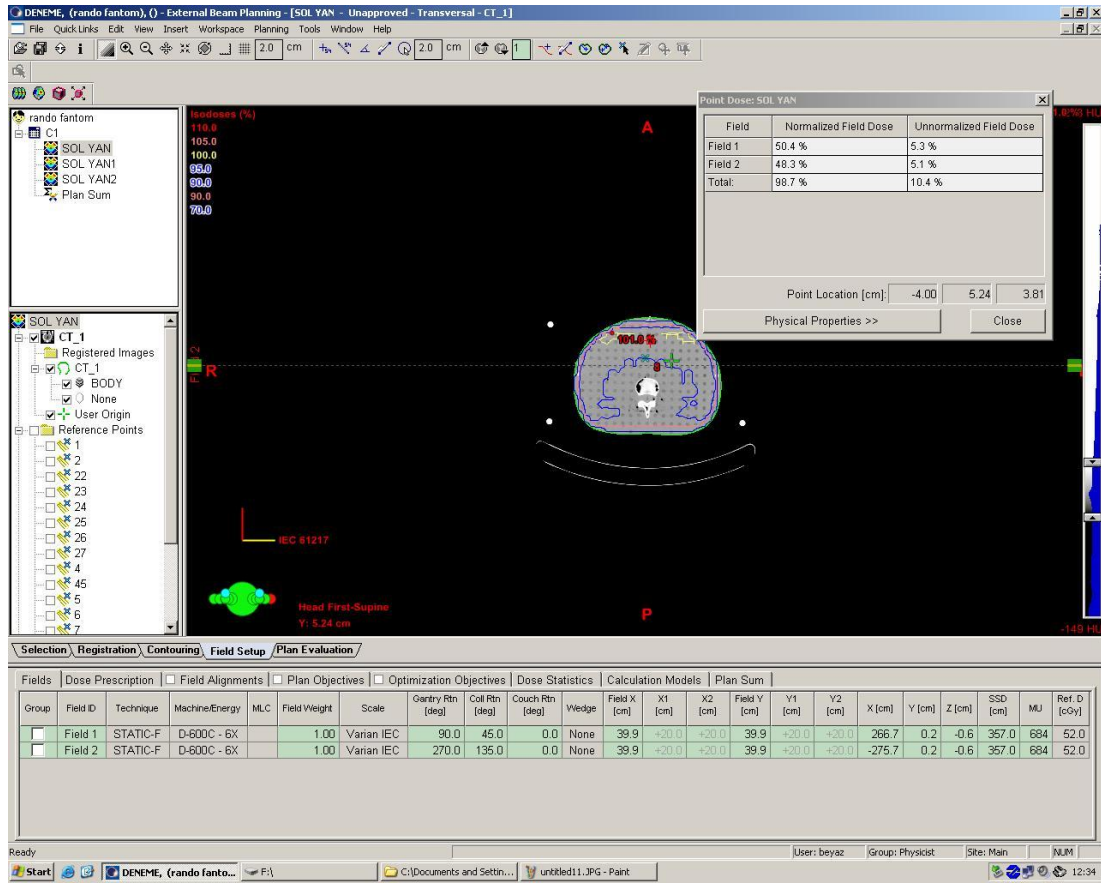 DENEME, (rando fantom), () - External Beam Planning - [SOL YAN - Unapproved - Transversal - CT_1]
File Quick Links Edit View Insert Workspace Planning Tools Window Help
2.0 cm 2.0 cm 1
rando fantom
C1
SOL YAN
SOL YAN1
SOL YAN2
Plan Sum
Isodoses (%)
110.0
105.0
100.0
95.0
90.0
90.0
70.0
A
Point Dose: SOL YAN
Field Normalized Field Dose Unnormalized Field Dose
Field 1 50.4 % 5.3 %
Field 2 48.3 % 5.1 %
Total: 98.7 % 10.4 %
Point Location [cm]: -4.00 5.24 3.81
Physical Properties >> Close
SOL YAN
CT_1
Registered Images
CT_1
BODY
None
User Origin
Reference Points
1
2
22
23
24
25
26
27
4
45
5
6
7
101.0 %
R
IEC 61217
Head First-Supine
Y: 5.24 cm
P
-149 HU
Selection Registration Contouring Field Setup Plan Evaluation
Fields Dose Prescription Field Alignments Plan Objectives Optimization Objectives Dose Statistics Calculation Models Plan Sum
Group Field ID Technique Machine/Energy MLC Field Weight Scale Gantry Rtn [deg] Coll Rtn [deg] Couch Rtn [deg] Wedge Field X [cm] X1 [cm] X2 [cm] Field Y [cm] Y1 [cm] Y2 [cm] X [cm] Y [cm] Z [cm] SSD [cm] MU Ref. D [cGy]
Field 1 STATIC-F D-600C - 6X 1.00 Varian IEC 90.0 45.0 0.0 None 39.9 +20.0 +20.0 39.9 +20.0 +20.0 266.7 0.2 -0.6 357.0 684 52.0
Field 2 STATIC-F D-600C - 6X 1.00 Varian IEC 270.0 135.0 0.0 None 39.9 +20.0 +20.0 39.9 +20.0 +20.0 -275.7 0.2 -0.6 357.0 684 52.0
Ready User: beyaz Group: Physicist Site: Main NUM
Start DENEME, (rando fanto... F:\ C:\Documents and Settin... untitled11.JPG - Paint 12:34